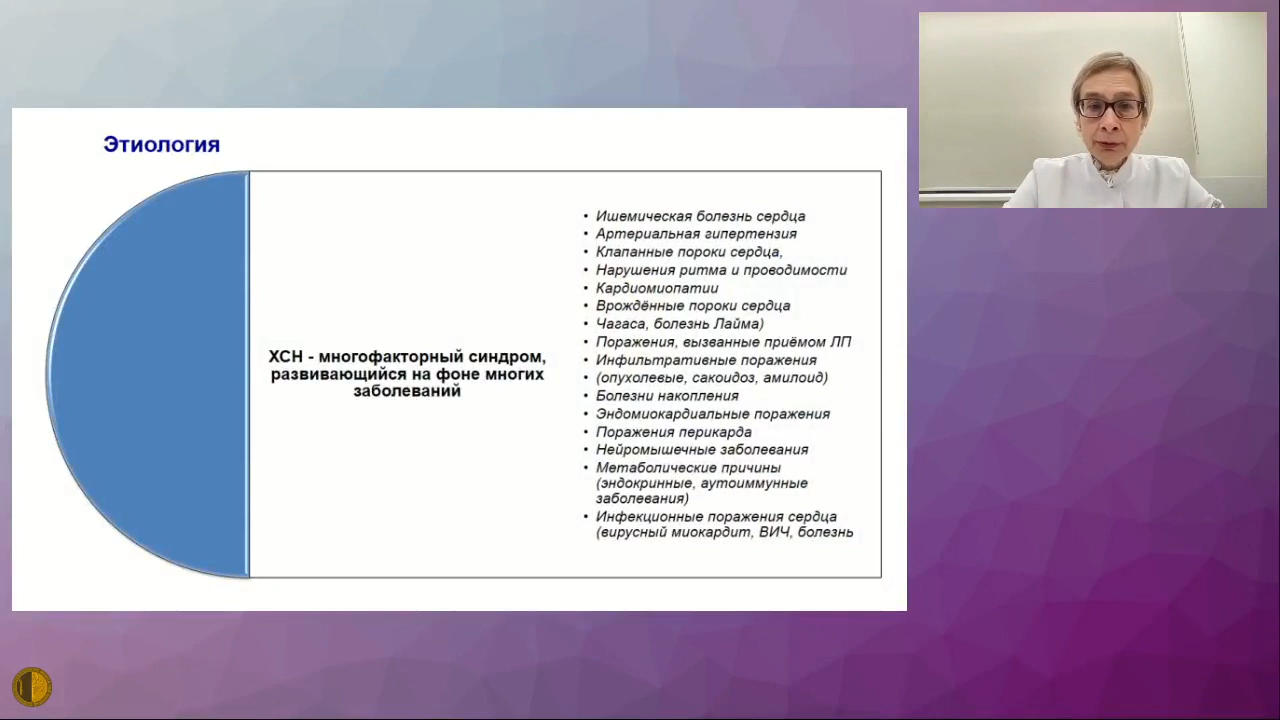 Этиология
ХСН - многофакторный синдром,
развивающийся на фоне многих
заболеваний
• Ишемическая болезнь сердца
• Артериальная гипертензия
• Клапанные пороки сердца,
• Нарушения ритма и проводимости
• Кардиомиопатии
• Врождённые пороки сердца
• Чагаса, болезнь Лайма)
• Поражения, вызванные приёмом ЛП
• Инфильтративные поражения
• (опухолевые, сакоидоз, амилоид)
• Болезни накопления
• Эндомиокардиальные поражения
• Поражения перикарда
• Нейромышечные заболевания
• Метаболические причины
(эндокринные, аутоиммунные
заболевания)
• Инфекционные поражения сердца
(вирусный миокардит, ВИЧ, болезнь